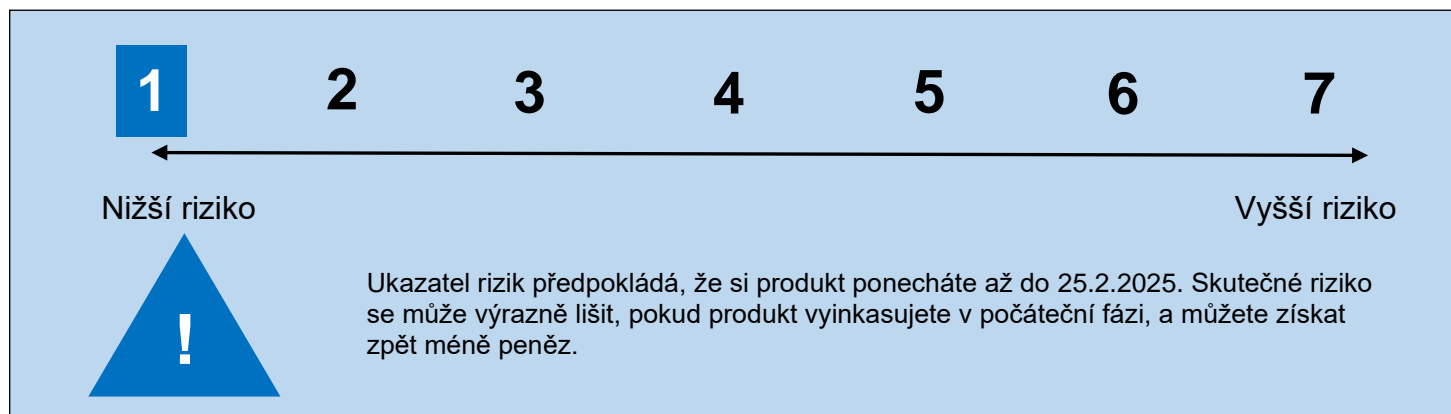 1 2 3 4 5 6 7
Nižší riziko Vyšší riziko
Ukazatel rizik předpokládá, že si produkt ponecháte až do 25.2.2025. Skutečné riziko
se může výrazně lišit, pokud produkt vyinkasujete v počáteční fázi, a můžete získat
zpět méně peněz.
!